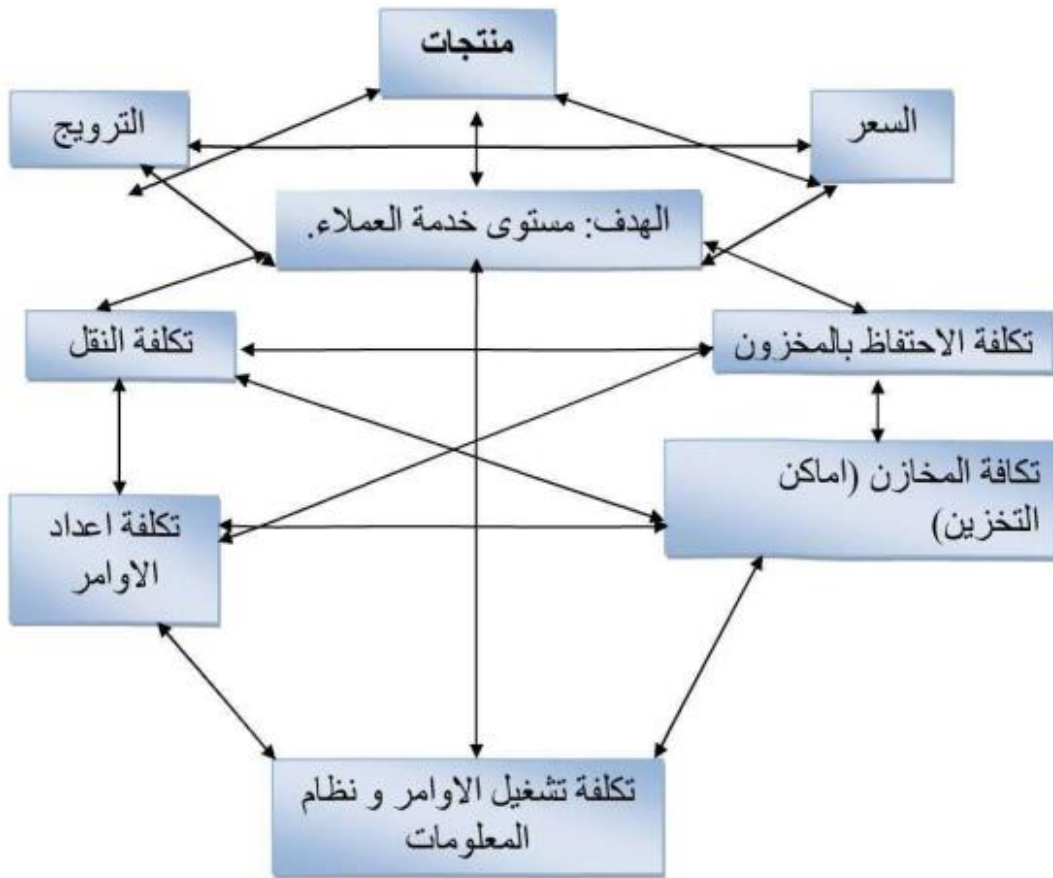 منتجات
الترويج
السعر
الهدف: مستوى خدمة العملاء.
تكلفة النقل
تكلفة الاحتفاظ بالمخزون
تكافة المخازن (اماكن
التخزين)
تكلفة اعداد
الاوامر
تكلفة تشغيل الاوامر و نظام
المعلومات